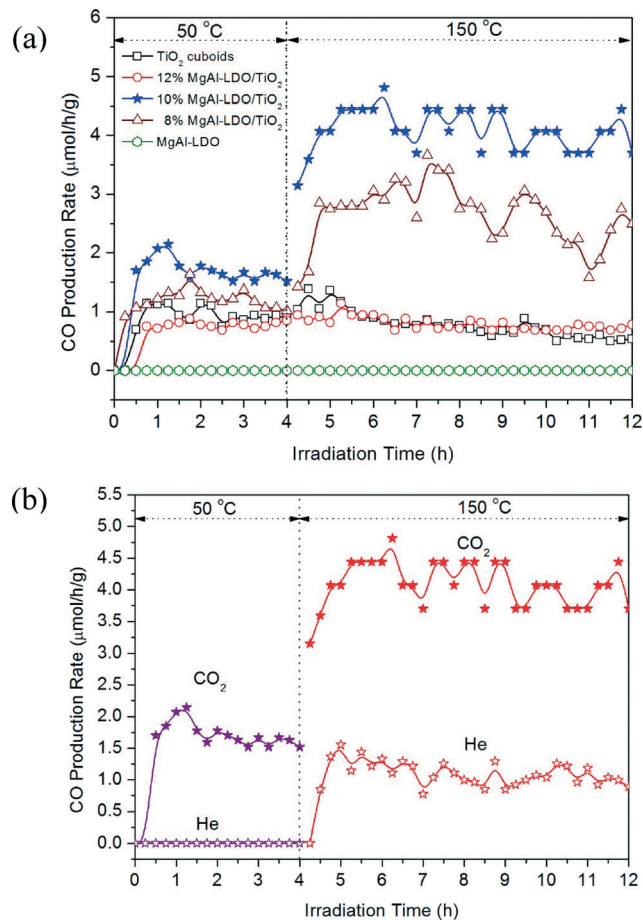 (a)
50 °C
150 °C
TiO₂ cuboids
12% MgAl-LDO/TiO₂
10% MgAl-LDO/TiO₂
8% MgAl-LDO/TiO₂
MgAl-LDO
CO Production Rate (μmol/h/g)
6
5
4
3
2
1
0
0 1 2 3 4 5 6 7 8 9 10 11 12
Irradiation Time (h)
(b)
50 °C
150 °C
CO₂
CO₂
He
He
CO Production Rate (μmol/h/g)
5.5
5.0
4.5
4.0
3.5
3.0
2.5
2.0
1.5
1.0
0.5
0.0
0 1 2 3 4 5 6 7 8 9 10 11 12
Irradiation Time (h)